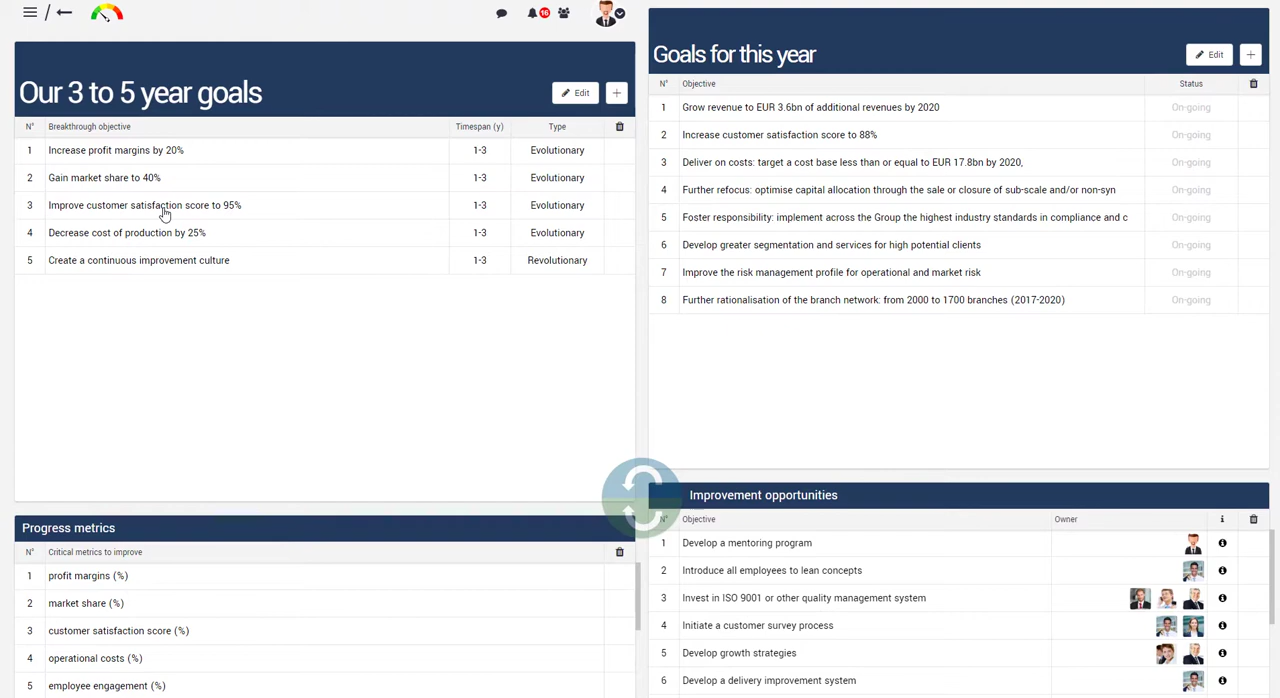 16
Our 3 to 5 year goals
Edit
N° Breakthrough objective Timespan (y) Type
1 Increase profit margins by 20% 1-3 Evolutionary
2 Gain market share to 40% 1-3 Evolutionary
3 Improve customer satisfaction score to 95% 1-3 Evolutionary
4 Decrease cost of production by 25% 1-3 Evolutionary
5 Create a continuous improvement culture 1-3 Revolutionary
Progress metrics
N° Critical metrics to improve
1 profit margins (%)
2 market share (%)
3 customer satisfaction score (%)
4 operational costs (%)
5 employee engagement (%)
Goals for this year
Edit
N° Objective Status
1 Grow revenue to EUR 3.6bn of additional revenues by 2020 On-going
2 Increase customer satisfaction score to 88% On-going
3 Deliver on costs: target a cost base less than or equal to EUR 17.8bn by 2020, On-going
4 Further refocus: optimise capital allocation through the sale or closure of sub-scale and/or non-syn On-going
5 Foster responsibility: implement across the Group the highest industry standards in compliance and c On-going
6 Develop greater segmentation and services for high potential clients On-going
7 Improve the risk management profile for operational and market risk On-going
8 Further rationalisation of the branch network: from 2000 to 1700 branches (2017-2020) On-going
Improvement opportunities
N° Objective Owner
1 Develop a mentoring program
2 Introduce all employees to lean concepts
3 Invest in ISO 9001 or other quality management system
4 Initiate a customer survey process
5 Develop growth strategies
6 Develop a delivery improvement system